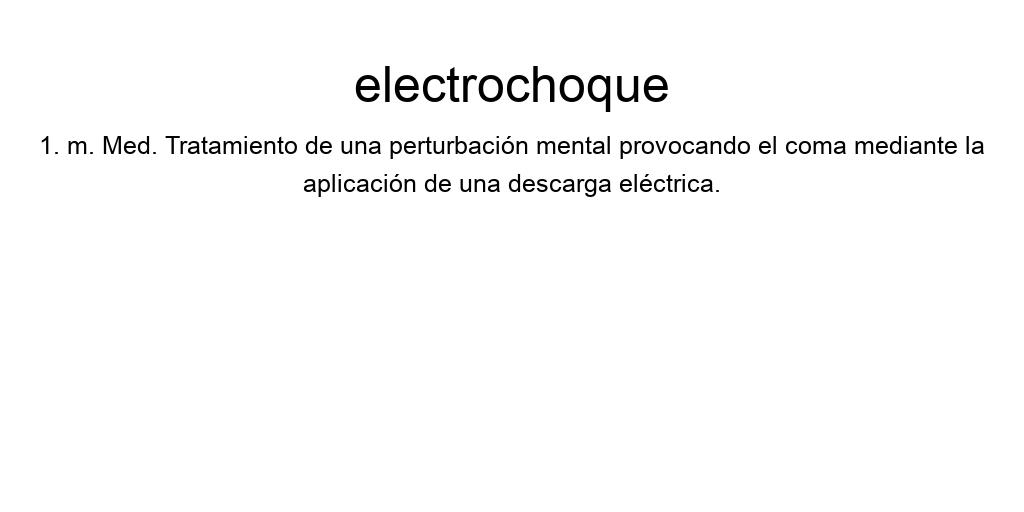 electrochoque
1. m. Med. Tratamiento de una perturbación mental provocando el coma mediante la
aplicación de una descarga eléctrica.